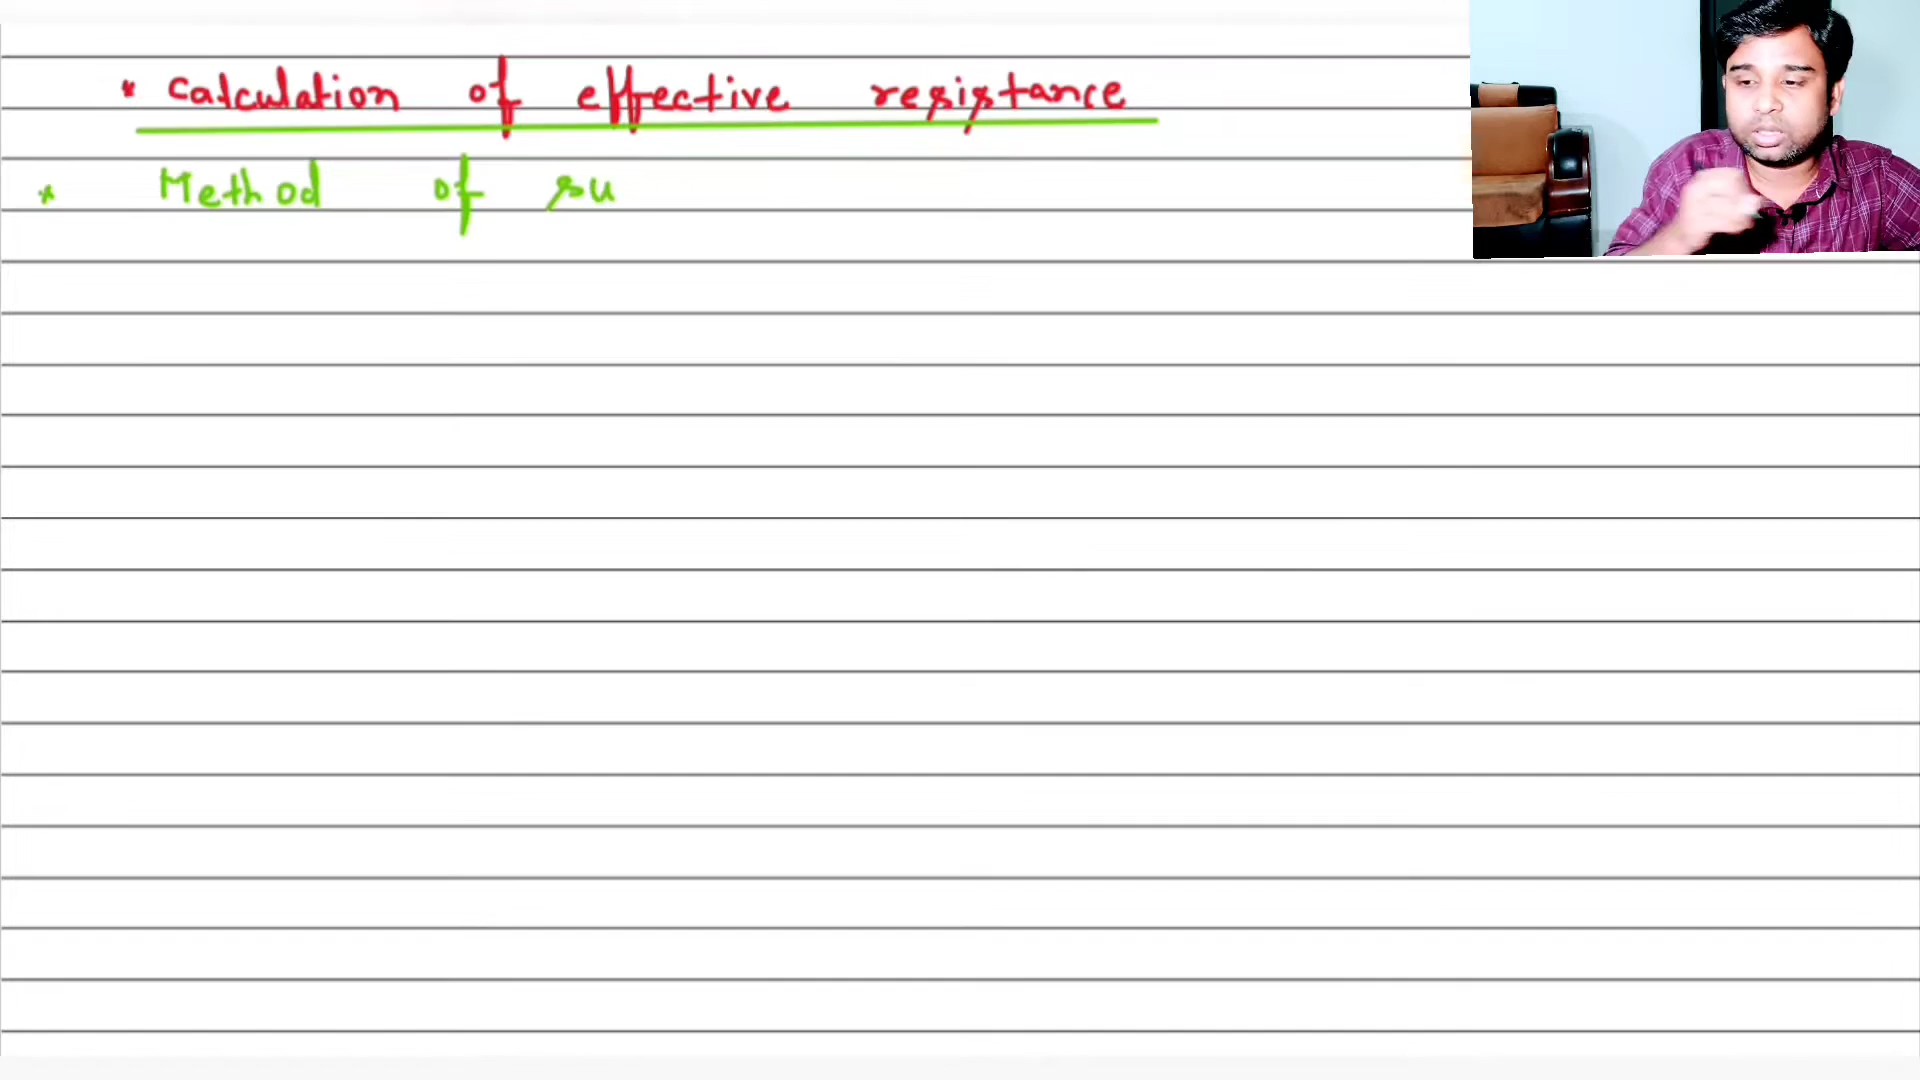 * Calculation of effective resistance
* Method of su